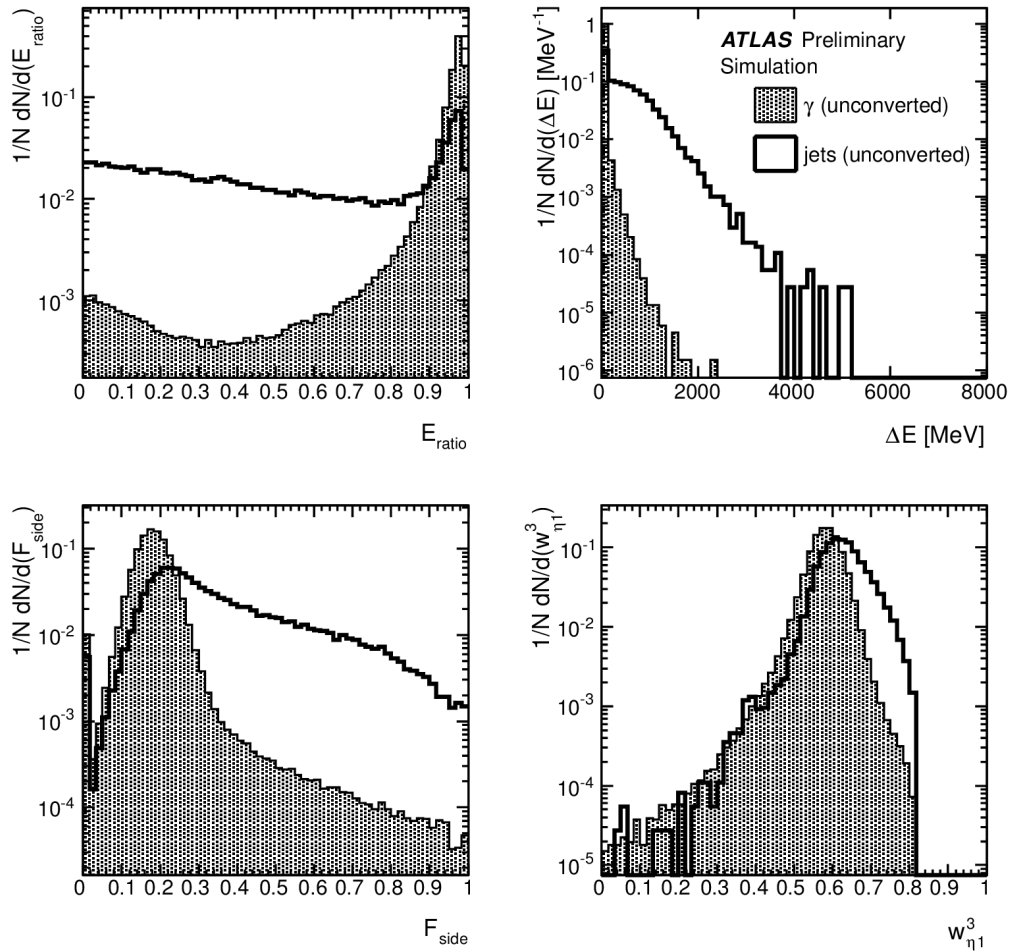 1/N dN/d(E_ratio)
10⁻¹
10⁻²
10⁻³
0 0.1 0.2 0.3 0.4 0.5 0.6 0.7 0.8 0.9 1
E_ratio
1/N dN/d(ΔE) [MeV⁻¹]
1
10⁻¹
10⁻²
10⁻³
10⁻⁴
10⁻⁵
10⁻⁶
ATLAS Preliminary
Simulation
γ (unconverted)
jets (unconverted)
0 2000 4000 6000 8000
ΔE [MeV]
1/N dN/d(F_side)
10⁻¹
10⁻²
10⁻³
10⁻⁴
0 0.1 0.2 0.3 0.4 0.5 0.6 0.7 0.8 0.9 1
F_side
1/N dN/d(w³_η1)
10⁻¹
10⁻²
10⁻³
10⁻⁴
10⁻⁵
0 0.1 0.2 0.3 0.4 0.5 0.6 0.7 0.8 0.9 1
w³_η1